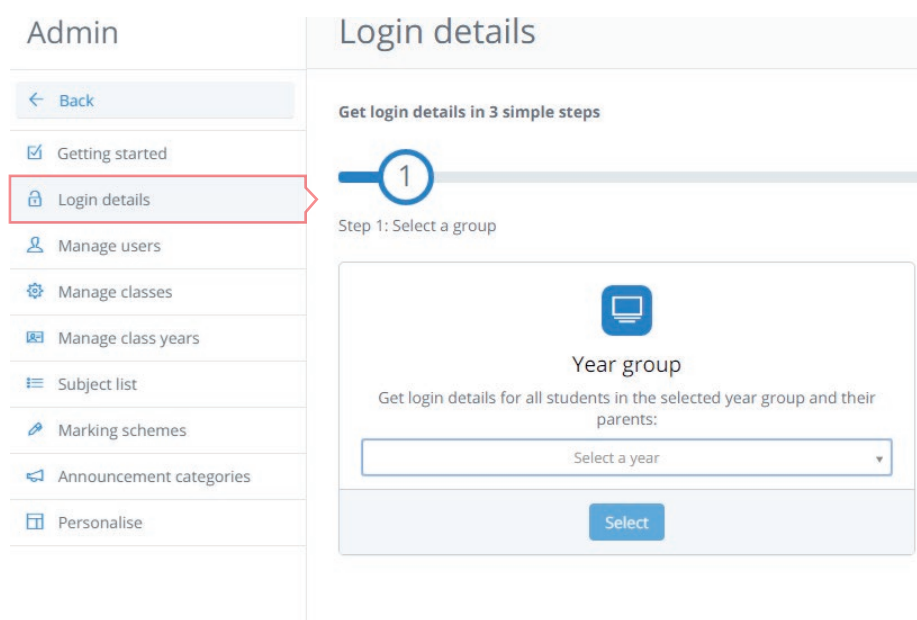 Admin
Back
Getting started
Login details
Manage users
Manage classes
Manage class years
Subject list
Marking schemes
Announcement categories
Personalise
Login details
Get login details in 3 simple steps
1
Step 1: Select a group
Year group
Get login details for all students in the selected year group and their
parents:
Select a year
Select